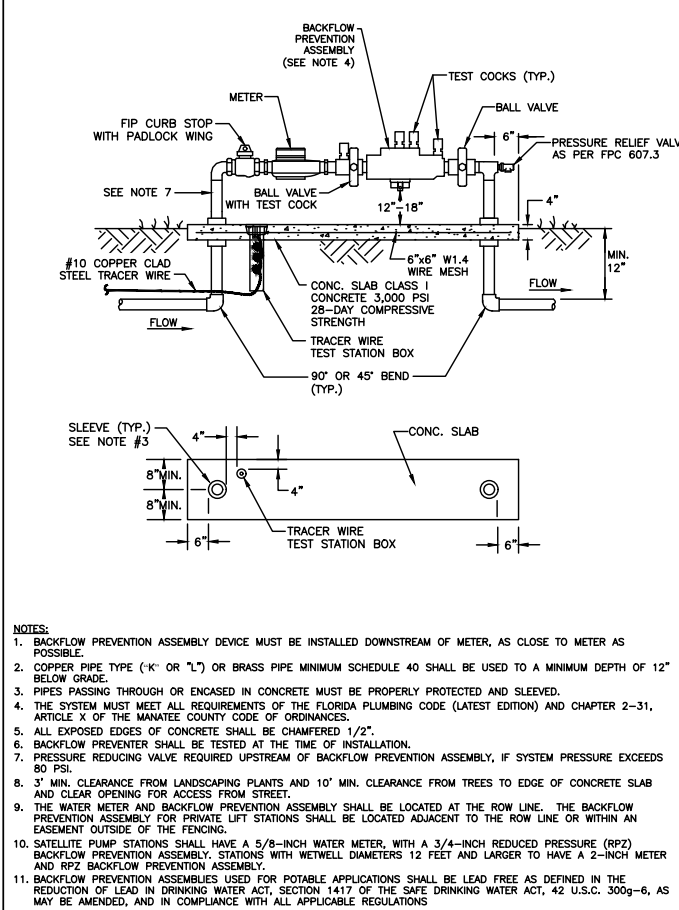 BACKFLOW
PREVENTION
ASSEMBLY
(SEE NOTE 4)
TEST COCKS (TYP.)
METER
BALL VALVE
FIP CURB STOP
WITH PADLOCK WING
6"
PRESSURE RELIEF VALV
AS PER FPC 607.3
SEE NOTE 7
BALL VALVE
WITH TEST COCK
12"-18"
4"
#10 COPPER CLAD
STEEL TRACER WIRE
6"x6" W1.4
WIRE MESH
MIN.
12"
CONC. SLAB CLASS I
CONCRETE 3,000 PSI
28-DAY COMPRESSIVE
STRENGTH
FLOW
FLOW
TRACER WIRE
TEST STATION BOX
90° OR 45° BEND
(TYP.)
SLEEVE (TYP.)
SEE NOTE #3
4"
CONC. SLAB
8"MIN.
8"MIN.
4"
TRACER WIRE
TEST STATION BOX
6"
6"
NOTES:
1. BACKFLOW PREVENTION ASSEMBLY DEVICE MUST BE INSTALLED DOWNSTREAM OF METER, AS CLOSE TO METER AS
POSSIBLE.
2. COPPER PIPE TYPE ("K" OR "L") OR BRASS PIPE MINIMUM SCHEDULE 40 SHALL BE USED TO A MINIMUM DEPTH OF 12"
BELOW GRADE.
3. PIPES PASSING THROUGH OR ENCASED IN CONCRETE MUST BE PROPERLY PROTECTED AND SLEEVED.
4. THE SYSTEM MUST MEET ALL REQUIREMENTS OF THE FLORIDA PLUMBING CODE (LATEST EDITION) AND CHAPTER 2-31,
ARTICLE X OF THE MANATEE COUNTY CODE OF ORDINANCES.
5. ALL EXPOSED EDGES OF CONCRETE SHALL BE CHAMFERED 1/2".
6. BACKFLOW PREVENTER SHALL BE TESTED AT THE TIME OF INSTALLATION.
7. PRESSURE REDUCING VALVE REQUIRED UPSTREAM OF BACKFLOW PREVENTION ASSEMBLY, IF SYSTEM PRESSURE EXCEEDS
80 PSI.
8. 3' MIN. CLEARANCE FROM LANDSCAPING PLANTS AND 10' MIN. CLEARANCE FROM TREES TO EDGE OF CONCRETE SLAB
AND CLEAR OPENING FOR ACCESS FROM STREET.
9. THE WATER METER AND BACKFLOW PREVENTION ASSEMBLY SHALL BE LOCATED AT THE ROW LINE. THE BACKFLOW
PREVENTION ASSEMBLY FOR PRIVATE LIFT STATIONS SHALL BE LOCATED ADJACENT TO THE ROW LINE OR WITHIN AN
EASEMENT OUTSIDE OF THE FENCING.
10. SATELLITE PUMP STATIONS SHALL HAVE A 5/8-INCH WATER METER, WITH A 3/4-INCH REDUCED PRESSURE (RPZ)
BACKFLOW PREVENTION ASSEMBLY. STATIONS WITH WETWELL DIAMETERS 12 FEET AND LARGER TO HAVE A 2-INCH METER
AND RPZ BACKFLOW PREVENTION ASSEMBLY.
11. BACKFLOW PREVENTION ASSEMBLIES USED FOR POTABLE APPLICATIONS SHALL BE LEAD FREE AS DEFINED IN THE
REDUCTION OF LEAD IN DRINKING WATER ACT, SECTION 1417 OF THE SAFE DRINKING WATER ACT, 42 U.S.C. 300g-6, AS
MAY BE AMENDED, AND IN COMPLIANCE WITH ALL APPLICABLE REGULATIONS